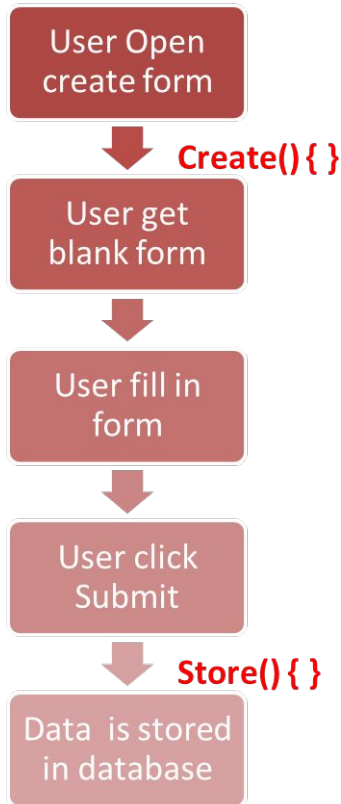 User Open
create form
Create() { }
User get
blank form
User fill in
form
User click
Submit
Store() { }
Data is stored
in database